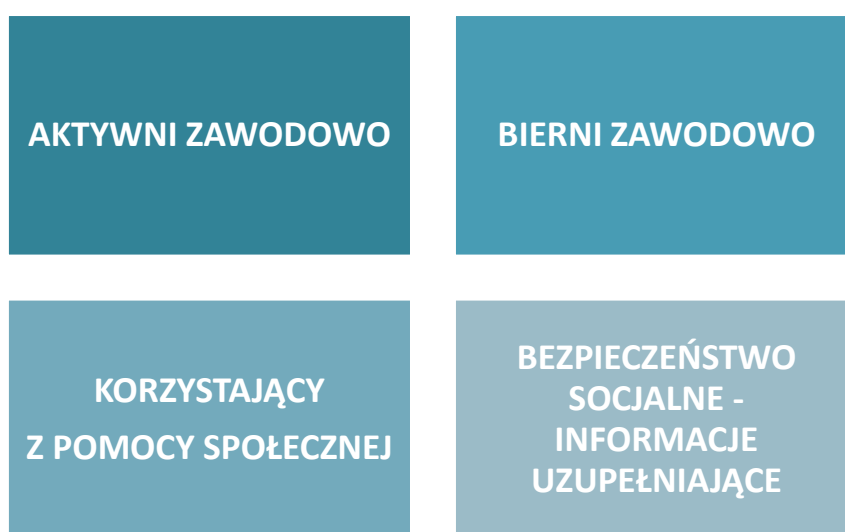 AKTYWNI ZAWODOWO
BIERNI ZAWODOWO
KORZYSTAJĄCY
Z POMOCY SPOŁECZNEJ
BEZPIECZEŃSTWO
SOCJALNE -
INFORMACJE
UZUPEŁNIAJĄCE